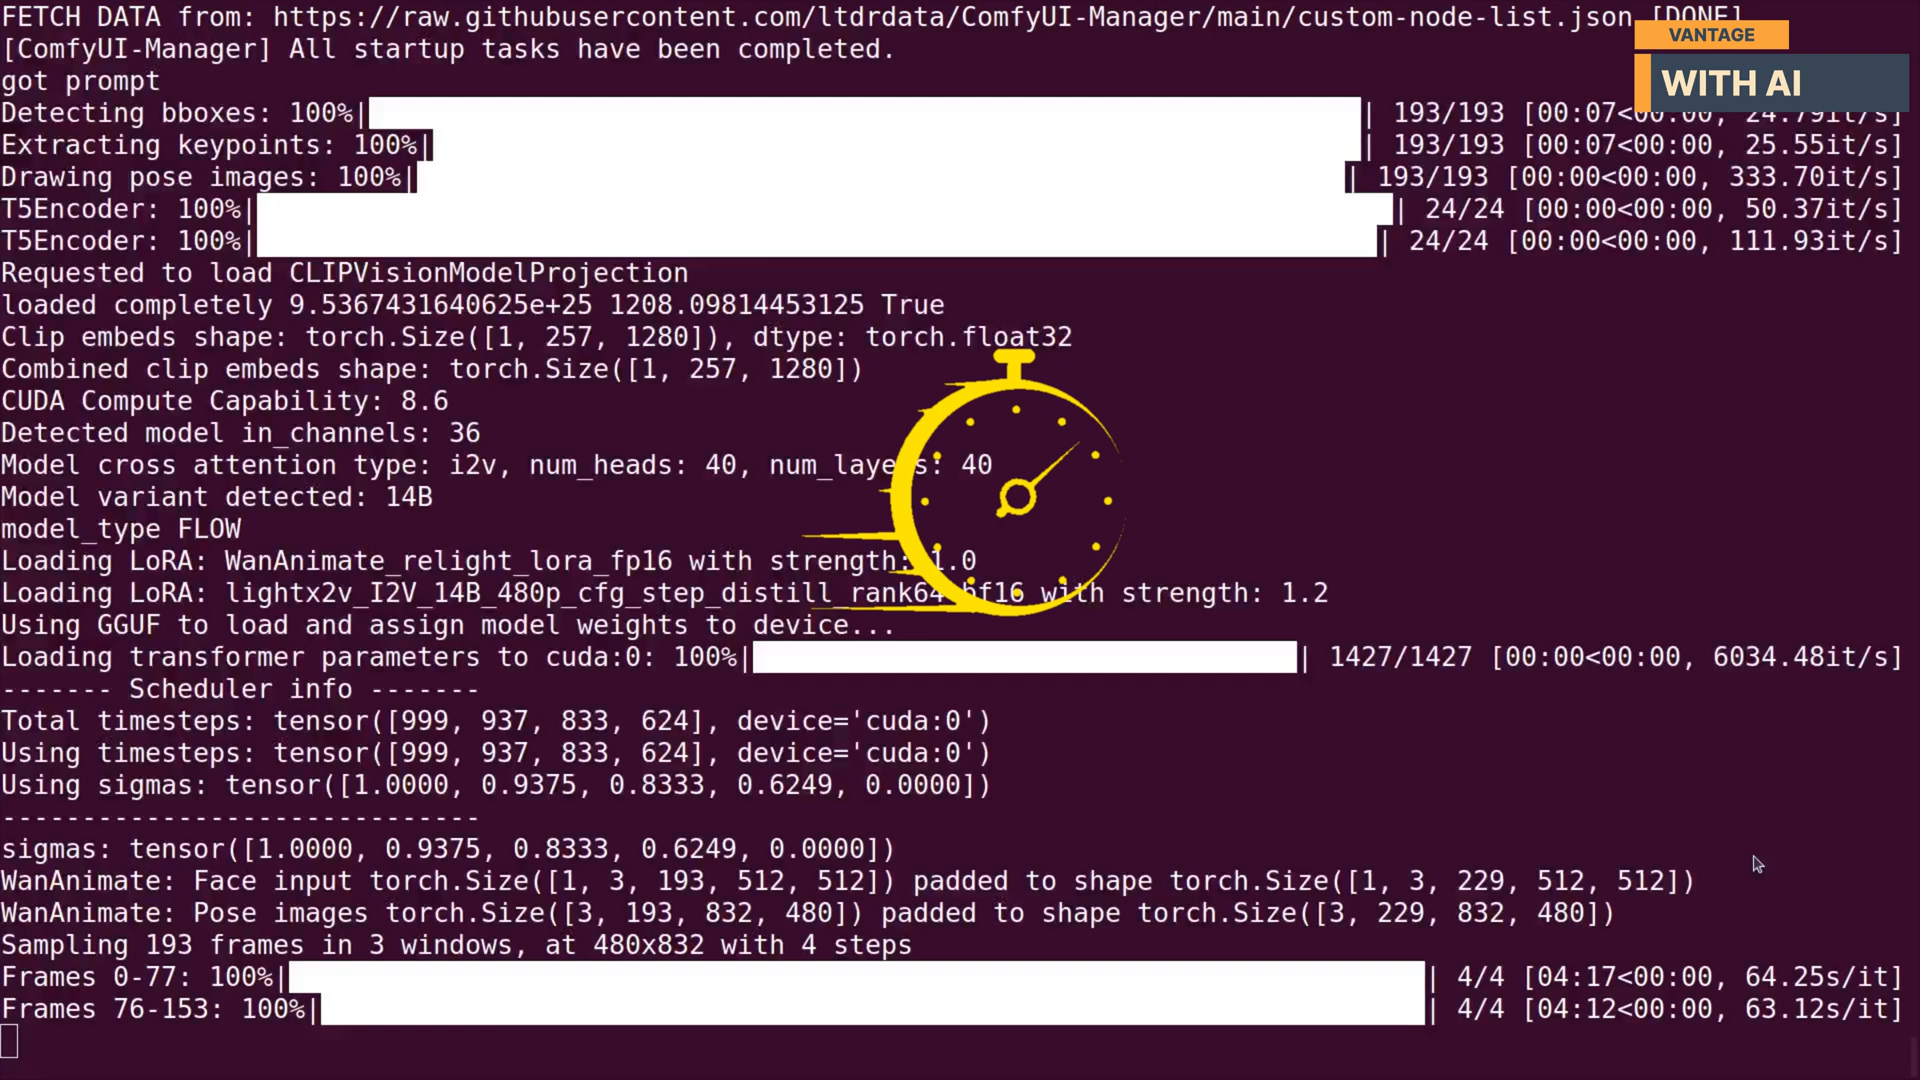 FETCH DATA from: https://raw.githubusercontent.com/ltdrdata/ComfyUI-Manager/main/custom-node-list.json [DONE]
VANTAGE
WITH AI
[ComfyUI-Manager] All startup tasks have been completed.
got prompt
Detecting bboxes: 100%| | 193/193 [00:07<00:00, 24.79it/s]
Extracting keypoints: 100%| | 193/193 [00:07<00:00, 25.55it/s]
Drawing pose images: 100%| | 193/193 [00:00<00:00, 333.70it/s]
T5Encoder: 100%| | 24/24 [00:00<00:00, 50.37it/s]
T5Encoder: 100%| | 24/24 [00:00<00:00, 111.93it/s]
Requested to load CLIPVisionModelProjection
loaded completely 9.5367431640625e+25 1208.09814453125 True
Clip embeds shape: torch.Size([1, 257, 1280]), dtype: torch.float32
Combined clip embeds shape: torch.Size([1, 257, 1280])
CUDA Compute Capability: 8.6
Detected model in_channels: 36
Model cross attention type: i2v, num_heads: 40, num_layers: 40
Model variant detected: 14B
model_type FLOW
Loading LoRA: WanAnimate_relight_lora_fp16 with strength: 1.0
Loading LoRA: lightx2v_I2V_14B_480p_cfg_step_distill_rank64_bf16 with strength: 1.2
Using GGUF to load and assign model weights to device...
Loading transformer parameters to cuda:0: 100%| | 1427/1427 [00:00<00:00, 6034.48it/s]
------- Scheduler info -------
Total timesteps: tensor([999, 937, 833, 624], device='cuda:0')
Using timesteps: tensor([999, 937, 833, 624], device='cuda:0')
Using sigmas: tensor([1.0000, 0.9375, 0.8333, 0.6249, 0.0000])
------------------------------
sigmas: tensor([1.0000, 0.9375, 0.8333, 0.6249, 0.0000])
WanAnimate: Face input torch.Size([1, 3, 193, 512, 512]) padded to shape torch.Size([1, 3, 229, 512, 512])
WanAnimate: Pose images torch.Size([3, 193, 832, 480]) padded to shape torch.Size([3, 229, 832, 480])
Sampling 193 frames in 3 windows, at 480x832 with 4 steps
Frames 0-77: 100%| | 4/4 [04:17<00:00, 64.25s/it]
Frames 76-153: 100%| | 4/4 [04:12<00:00, 63.12s/it]